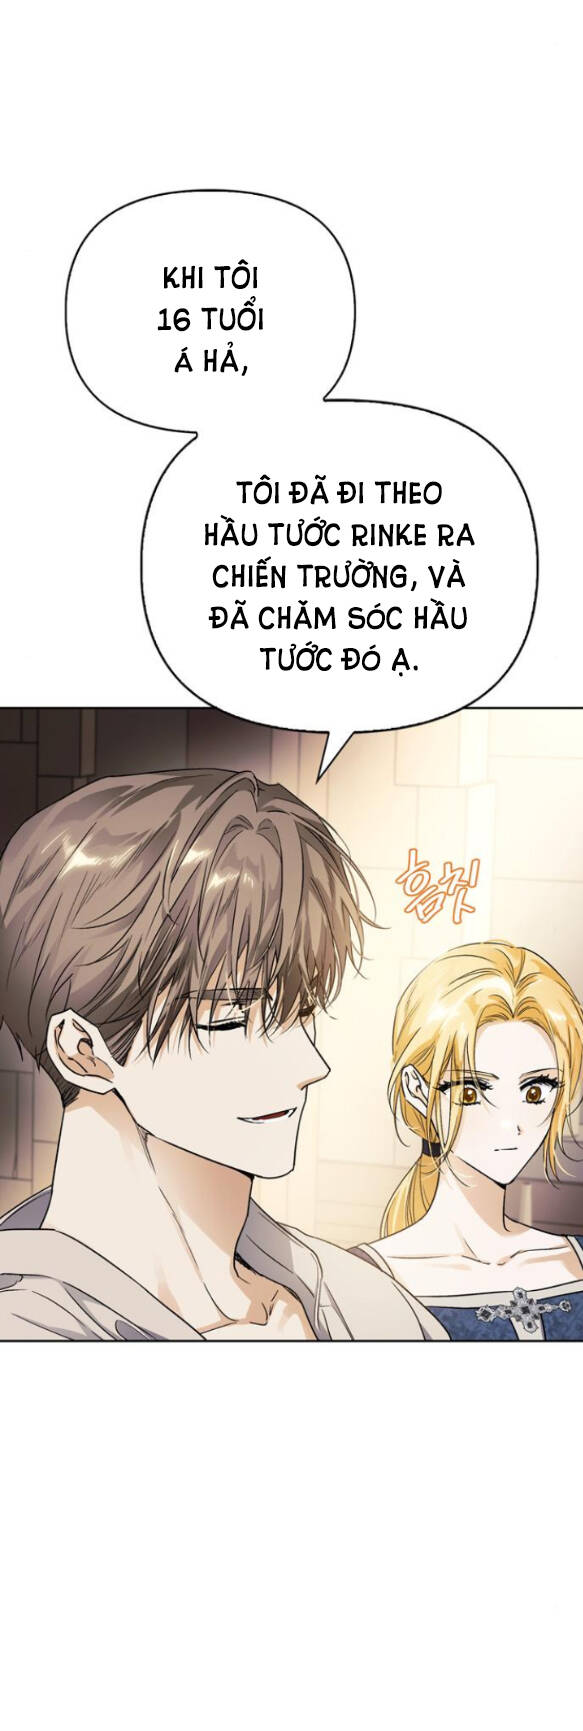 KHI TÔI
16 TUỔI
Á HẢ,
TÔI ĐÃ ĐI THEO
HẦU TƯỚC RINKE RA
CHIẾN TRƯỜNG, VÀ
ĐÃ CHĂM SÓC HẦU
TƯỚC ĐÓ Ạ.
흠칫